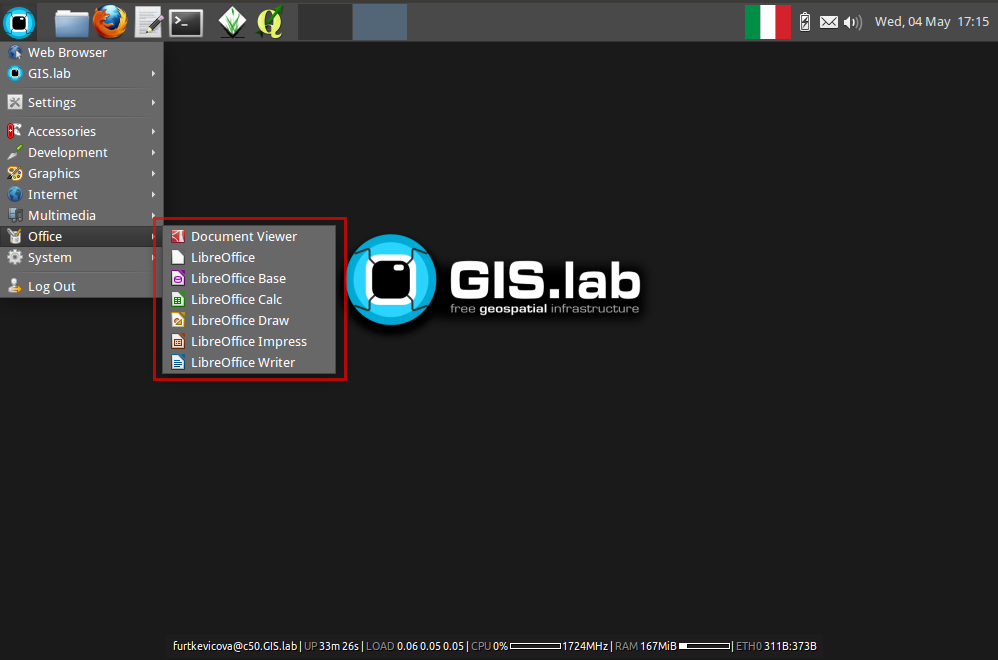 Wed, 04 May 17:15
Web Browser
GIS.lab
Settings
Accessories
Development
Graphics
Internet
Multimedia
Office
System
Log Out
Document Viewer
LibreOffice
LibreOffice Base
LibreOffice Calc
LibreOffice Draw
LibreOffice Impress
LibreOffice Writer
GIS.lab
free geospatial infrastructure
furtkevicova@c50.GIS.lab | UP 33m 26s | LOAD 0.06 0.05 0.05 | CPU 0% 1724MHz | RAM 167MiB | ETH0 311B:373B